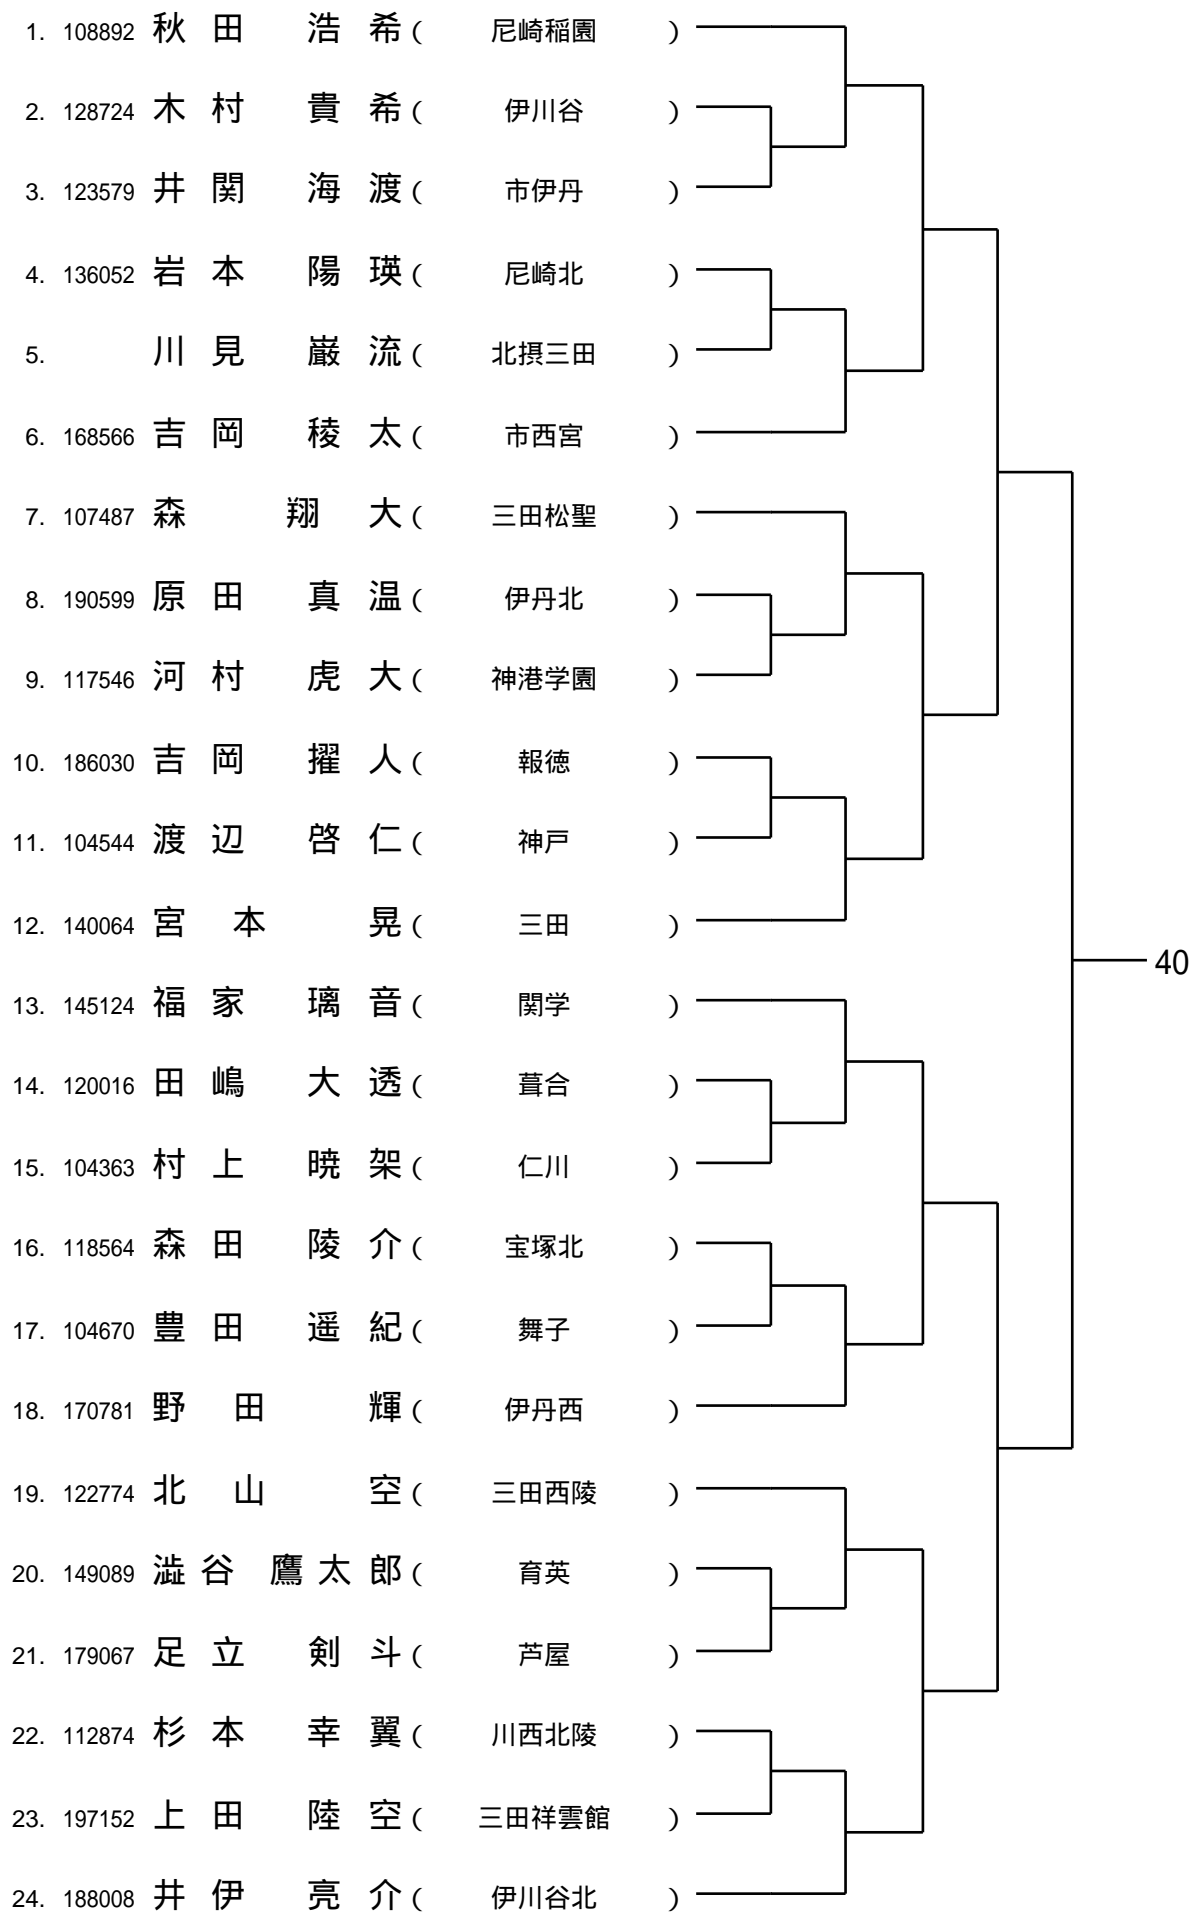 1. 108892 秋田 浩希 ( 尼崎稲園 )
2. 128724 木村 貴希 ( 伊川谷 )
3. 123579 井関 海渡 ( 市伊丹 )
4. 136052 岩本 陽瑛 ( 尼崎北 )
5. 川見 巌流 ( 北摂三田 )
6. 168566 吉岡 稜太 ( 市西宮 )
7. 107487 森 翔大 ( 三田松聖 )
8. 190599 原田 真温 ( 伊丹北 )
9. 117546 河村 虎大 ( 神港学園 )
10. 186030 吉岡 擢人 ( 報徳 )
11. 104544 渡辺 啓仁 ( 神戸 )
12. 140064 宮本 晃 ( 三田 )
40
13. 145124 福家 璃音 ( 関学 )
14. 120016 田嶋 大透 ( 葺合 )
15. 104363 村上 暁架 ( 仁川 )
16. 118564 森田 陵介 ( 宝塚北 )
17. 104670 豊田 遥紀 ( 舞子 )
18. 170781 野田 輝 ( 伊丹西 )
19. 122774 北山 空 ( 三田西陵 )
20. 149089 澁谷 鷹太郎 ( 育英 )
21. 179067 足立 剣斗 ( 芦屋 )
22. 112874 杉本 幸翼 ( 川西北陵 )
23. 197152 上田 陸空 ( 三田祥雲館 )
24. 188008 井伊 亮介 ( 伊川谷北 )